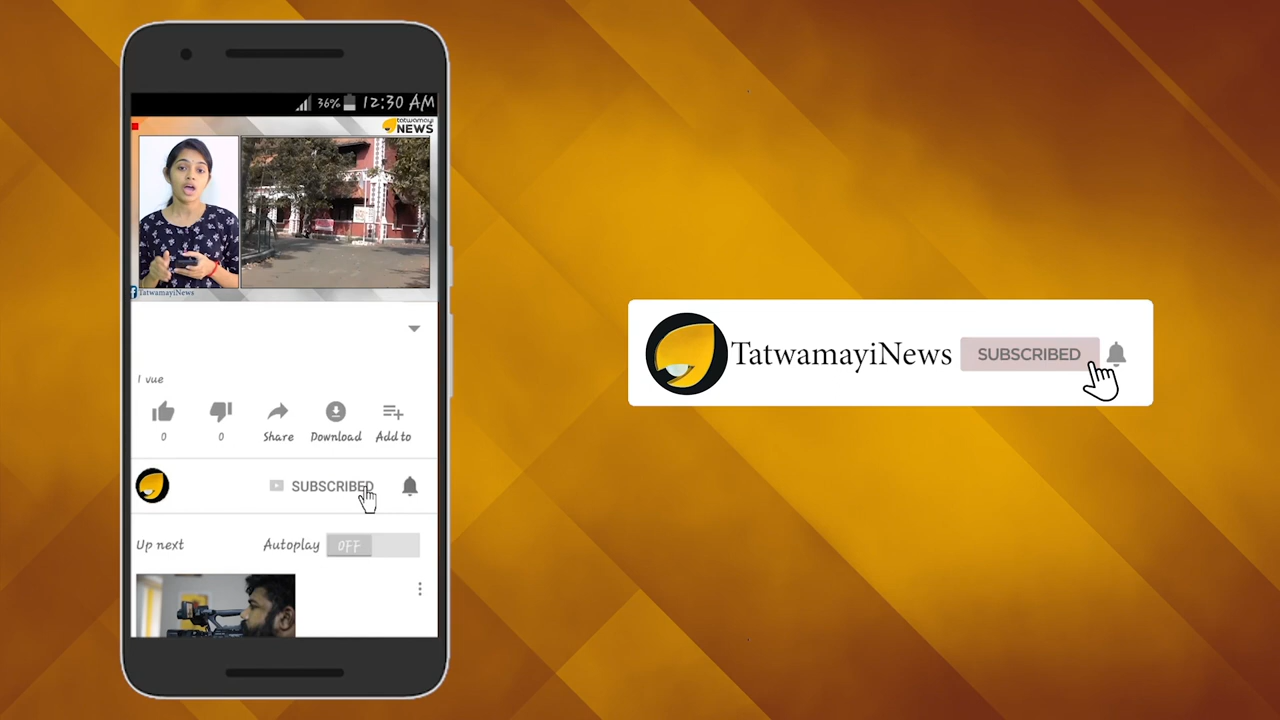 36% 12:30 AM
tatwamayi
NEWS
TatwamayiNews
1 vue
0 0 Share Download Add to
SUBSCRIBED
Up next Autoplay OFF
TatwamayiNews SUBSCRIBED